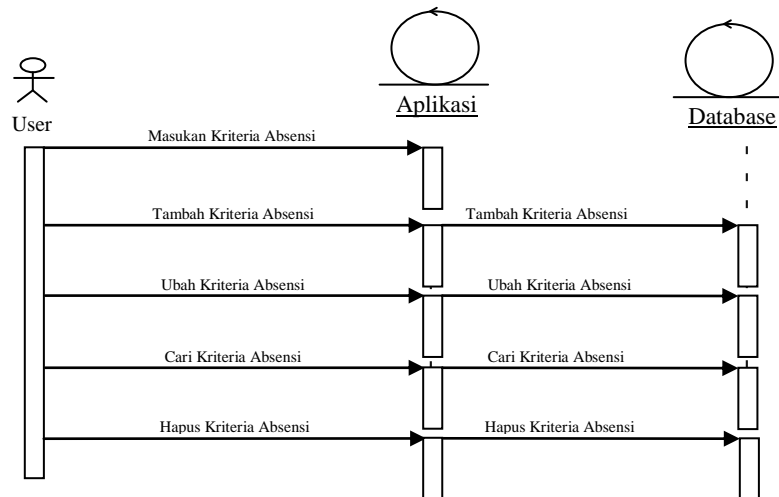 User
Aplikasi
Database
Masukan Kriteria Absensi
Tambah Kriteria Absensi
Tambah Kriteria Absensi
Ubah Kriteria Absensi
Ubah Kriteria Absensi
Cari Kriteria Absensi
Cari Kriteria Absensi
Hapus Kriteria Absensi
Hapus Kriteria Absensi